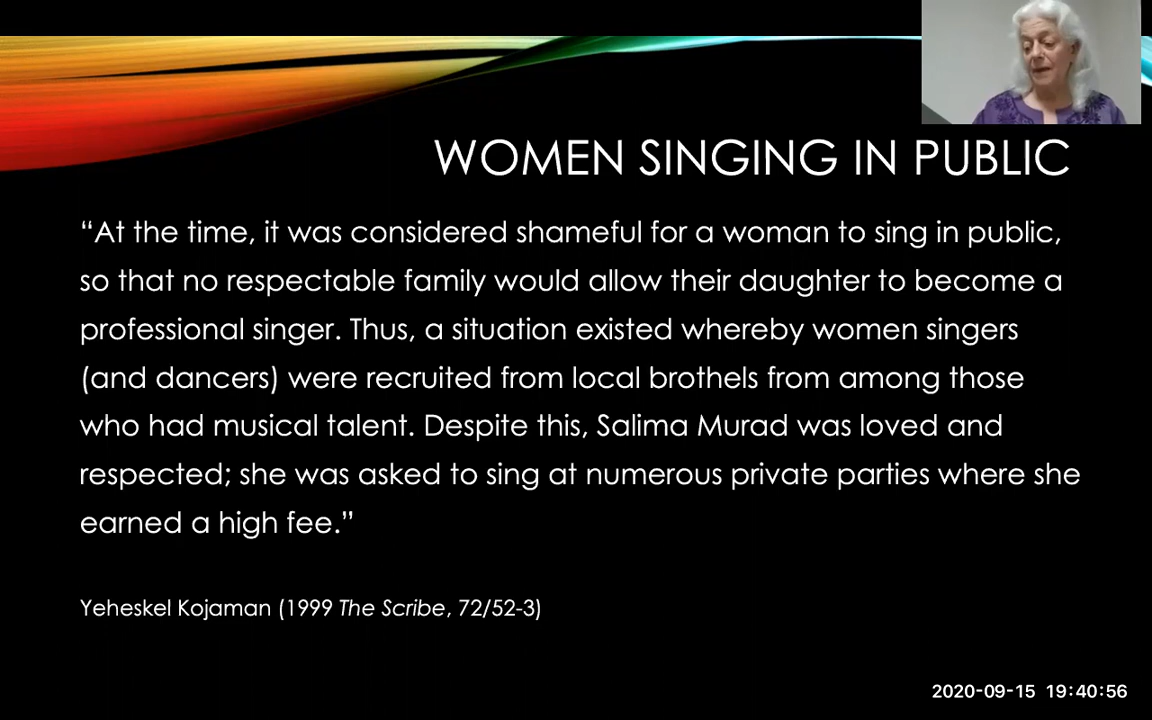 WOMEN SINGING IN PUBLIC
“At the time, it was considered shameful for a woman to sing in public,
so that no respectable family would allow their daughter to become a
professional singer. Thus, a situation existed whereby women singers
(and dancers) were recruited from local brothels from among those
who had musical talent. Despite this, Salima Murad was loved and
respected; she was asked to sing at numerous private parties where she
earned a high fee.”
Yeheskel Kojaman (1999 The Scribe, 72/52-3)
2020-09-15 19:40:56